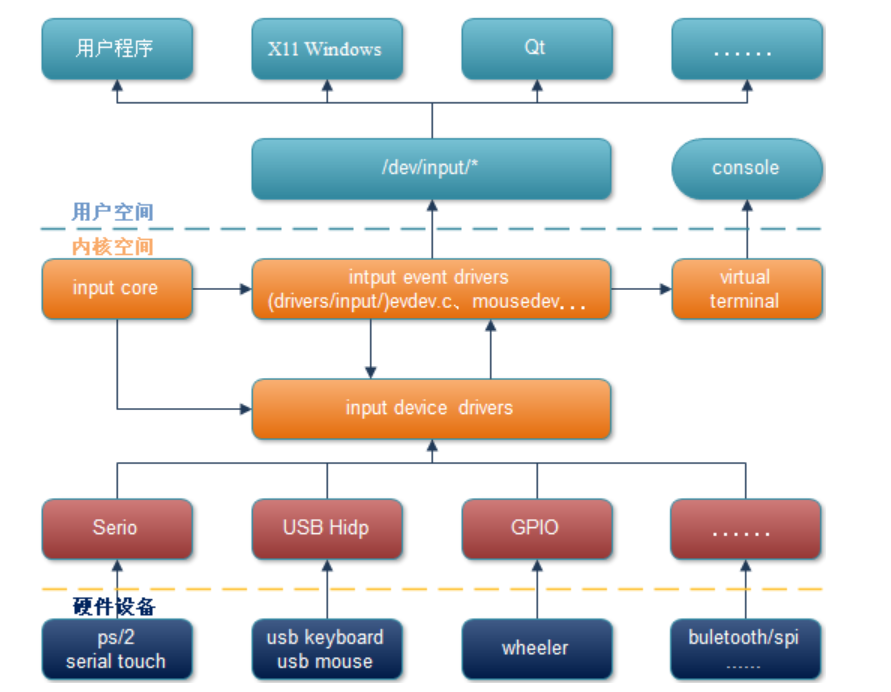 用户程序
X11 Windows
Qt
......
/dev/input/*
console
用户空间
内核空间
input core
intput event drivers
(drivers/input/)evdev.c、mousedev...
virtual
terminal
input device drivers
Serio
USB Hidp
GPIO
......
硬件设备
ps/2
serial touch
usb keyboard
usb mouse
wheeler
buletooth/spi
......